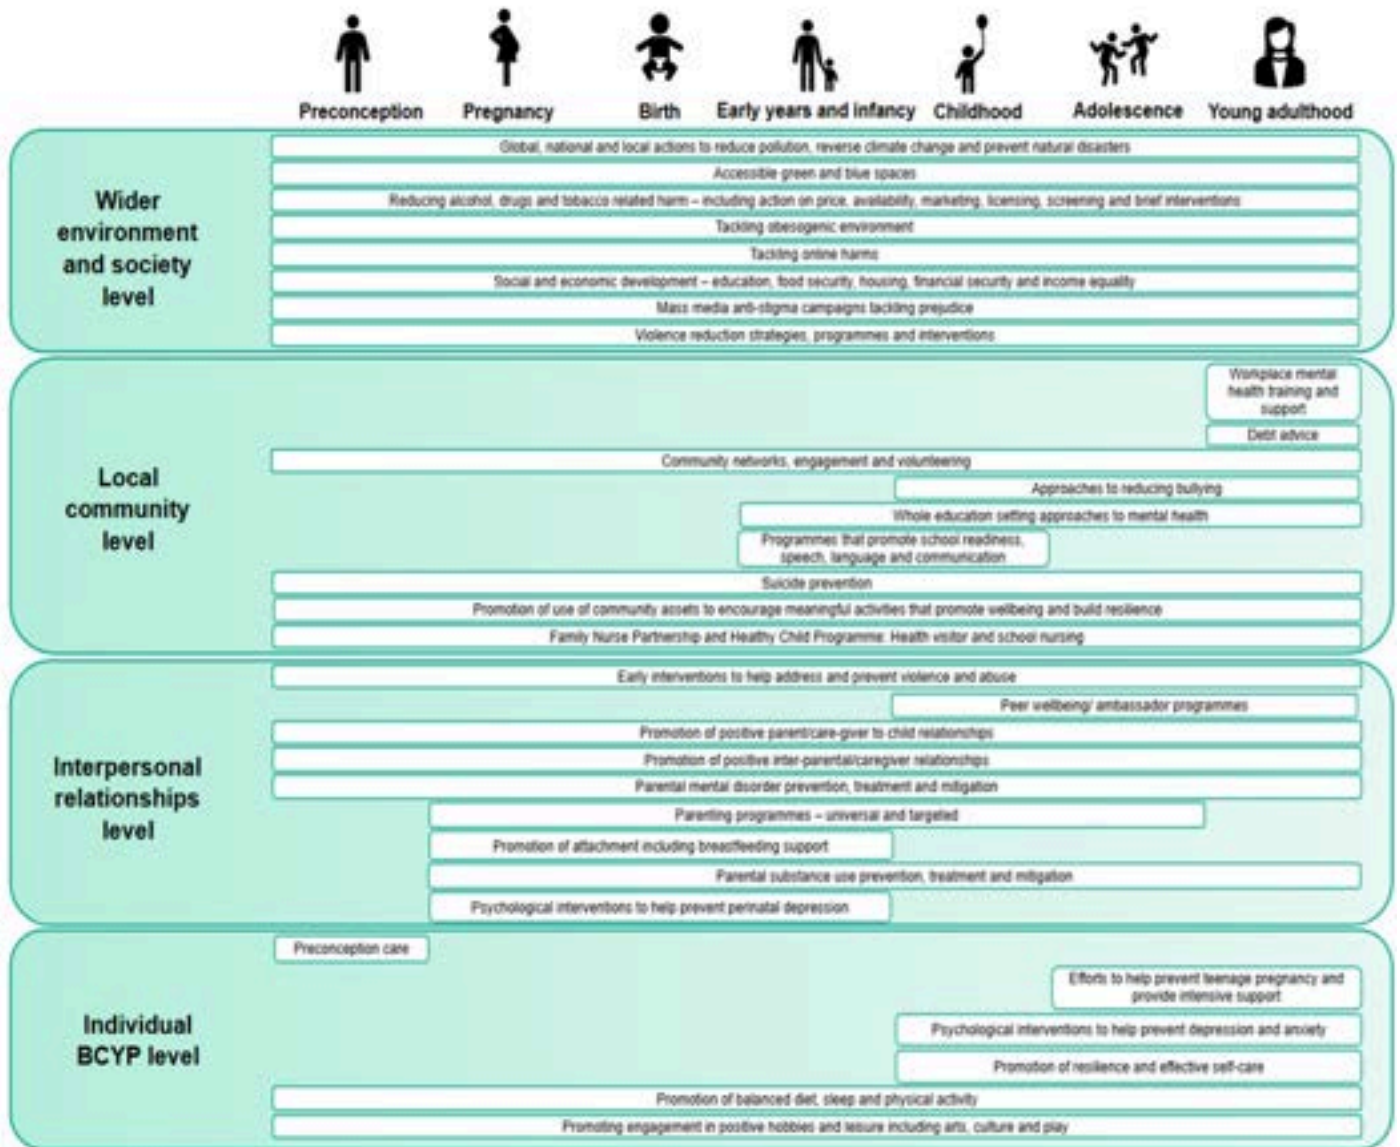 Preconception
Pregnancy
Birth
Early years and infancy
Childhood
Adolescence
Young adulthood
Wider
environment
and society
level
Global, national and local actions to reduce pollution, reverse climate change and prevent natural disasters
Accessible green and blue spaces
Reducing alcohol, drugs and tobacco related harm – including action on price, availability, marketing, licensing, screening and brief interventions
Tackling obesogenic environment
Tackling online harms
Social and economic development – education, food security, housing, financial security and income equality
Mass media anti-stigma campaigns tackling prejudice
Violence reduction strategies, programmes and interventions
Local
community
level
Workplace mental
health training and
support
Debt advice
Community networks, engagement and volunteering
Approaches to reducing bullying
Whole education setting approaches to mental health
Programmes that promote school readiness,
speech, language and communication
Suicide prevention
Promotion of use of community assets to encourage meaningful activities that promote wellbeing and build resilience
Family Nurse Partnership and Healthy Child Programme: Health visitor and school nursing
Interpersonal
relationships
level
Early interventions to help address and prevent violence and abuse
Peer wellbeing/ ambassador programmes
Promotion of positive parent/care-giver to child relationships
Promotion of positive inter-parental/caregiver relationships
Parental mental disorder prevention, treatment and mitigation
Parenting programmes – universal and targeted
Promotion of attachment including breastfeeding support
Parental substance use prevention, treatment and mitigation
Psychological interventions to help prevent perinatal depression
Individual
BCYP level
Preconception care
Efforts to help prevent teenage pregnancy and
provide intensive support
Psychological interventions to help prevent depression and anxiety
Promotion of resilience and effective self-care
Promotion of balanced diet, sleep and physical activity
Promoting engagement in positive hobbies and leisure including arts, culture and play